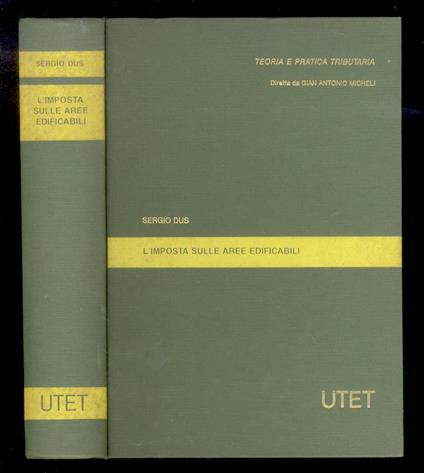 SERGIO DUS
L'IMPOSTA
SULLE AREE
EDIFICABILI
UTET
TEORIA E PRATICA TRIBUTARIA
Diretta da GIAN ANTONIO MICHELI
SERGIO DUS
L'IMPOSTA SULLE AREE EDIFICABILI
UTET